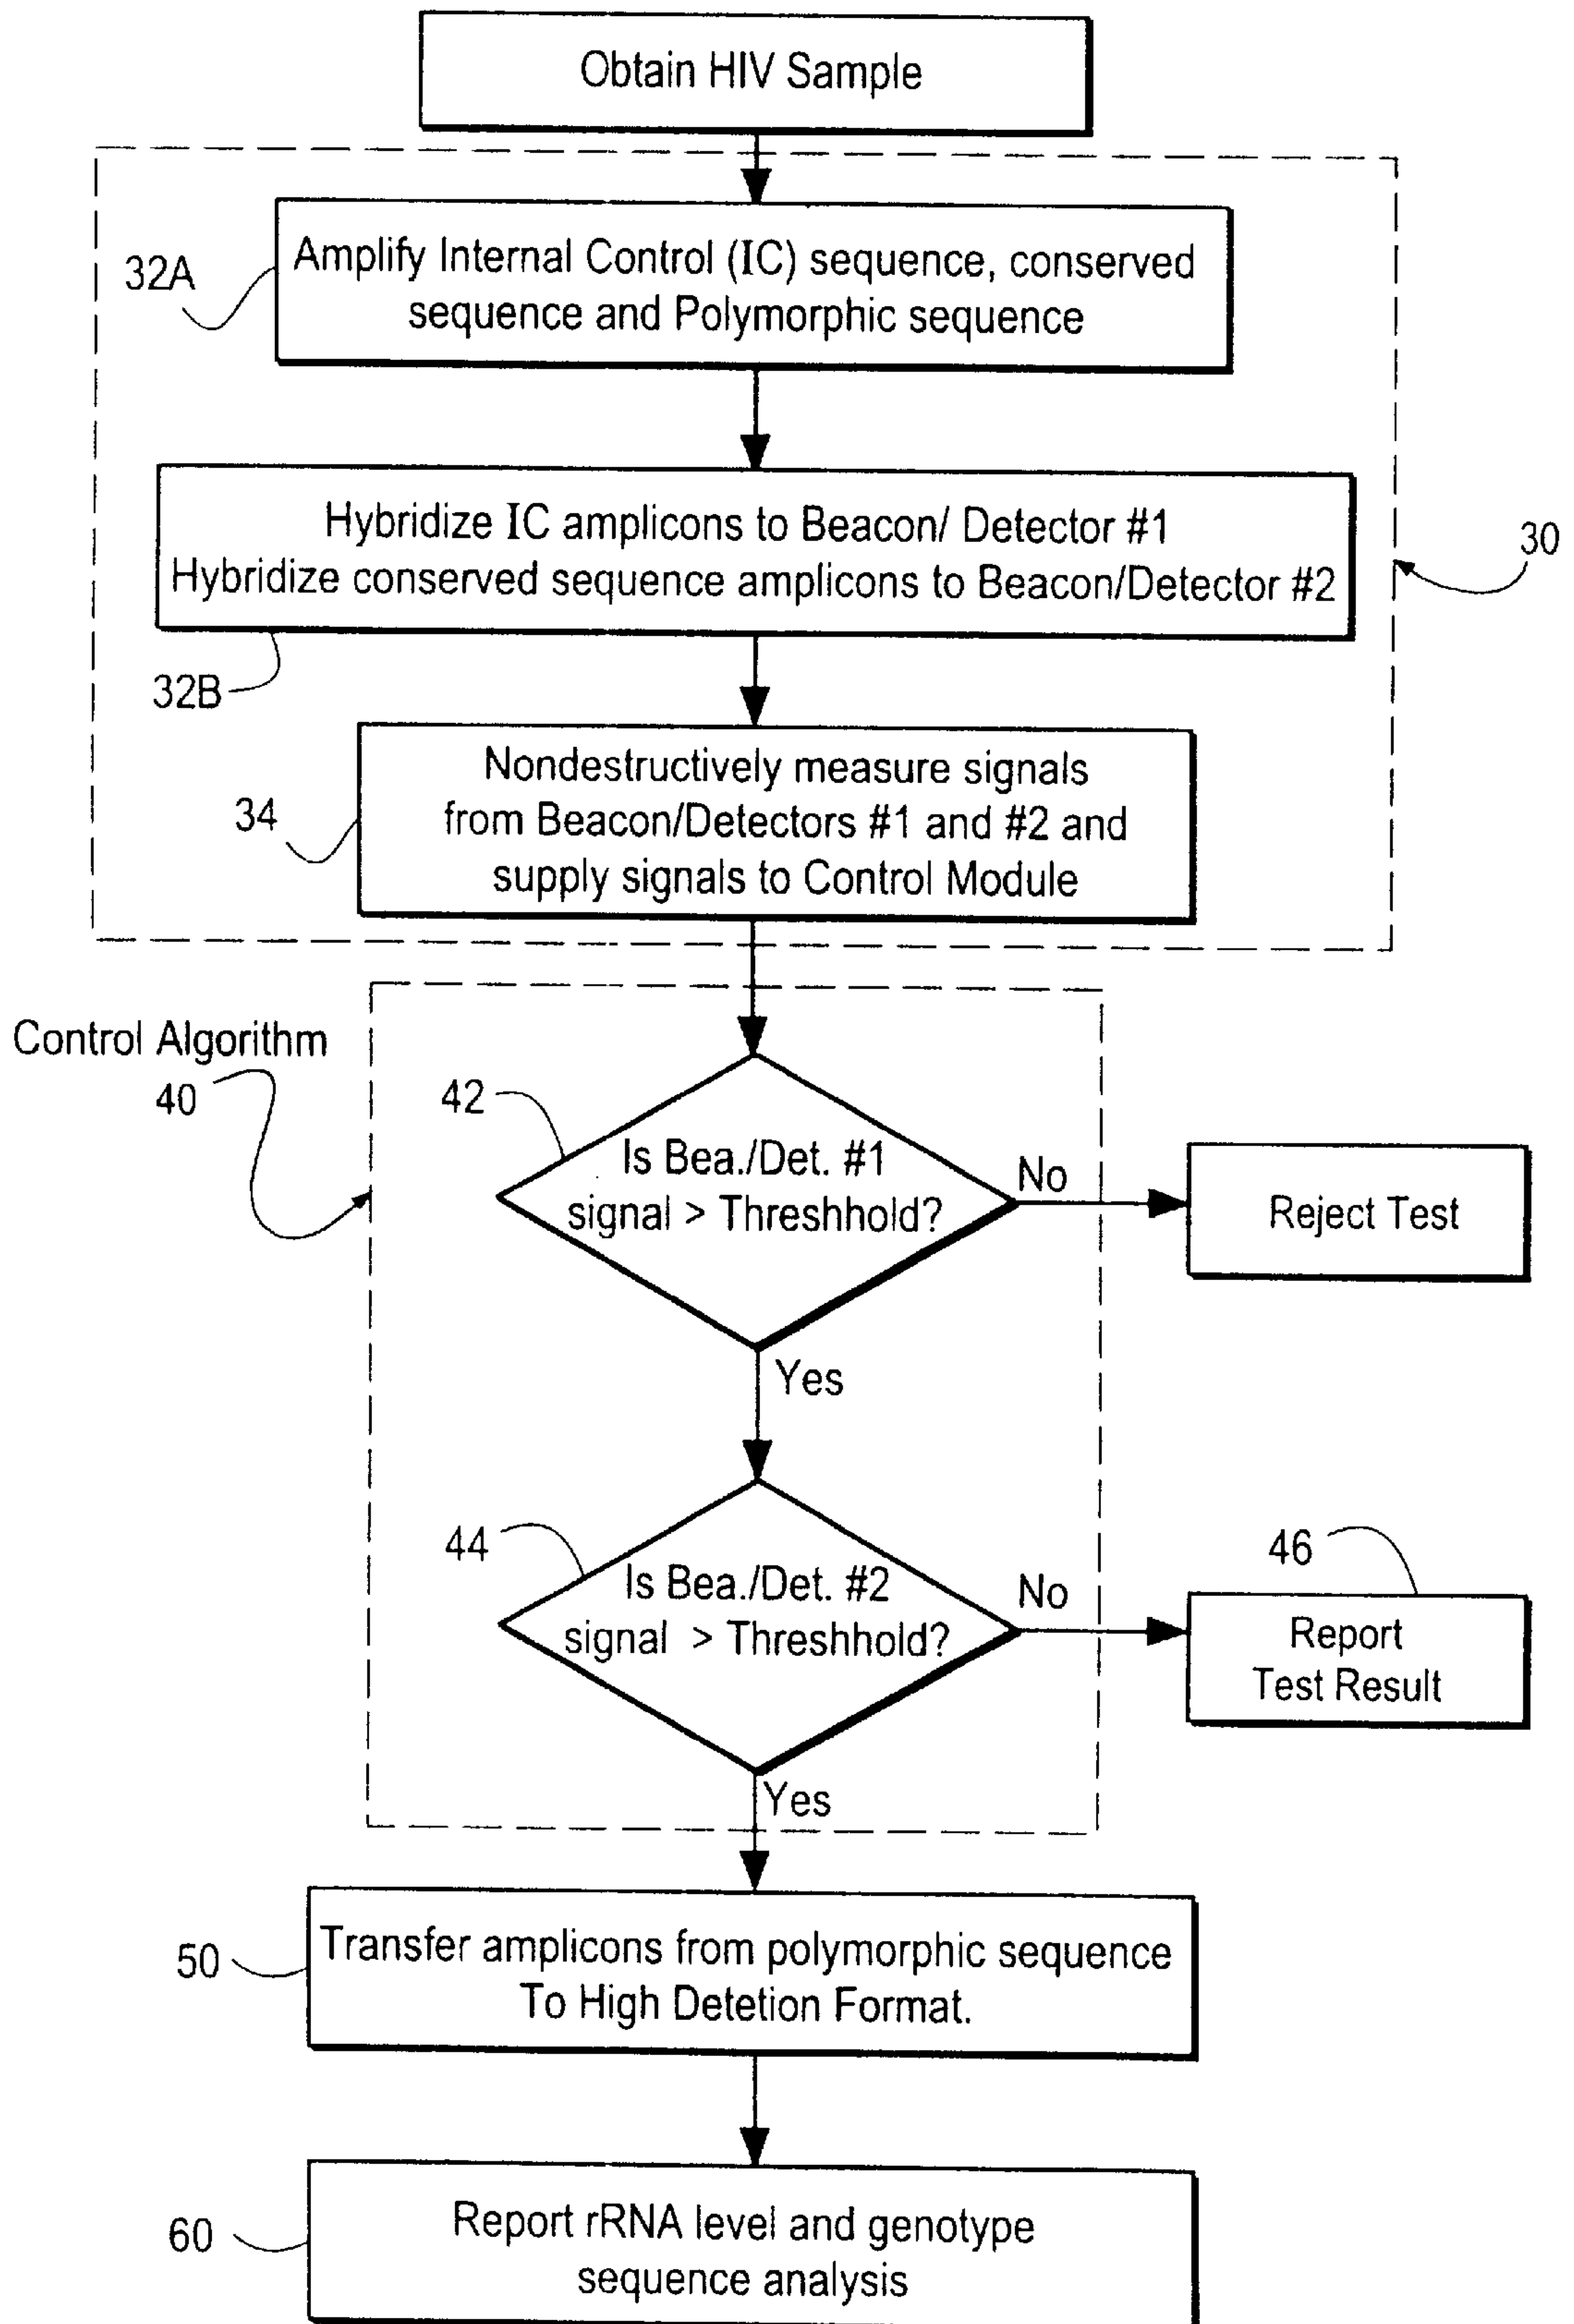 Obtain HIV Sample
32A
Amplify Internal Control (IC) sequence, conserved
sequence and Polymorphic sequence
Hybridize IC amplicons to Beacon/ Detector #1
Hybridize conserved sequence amplicons to Beacon/Detector #2
30
32B
34
Nondestructively measure signals
from Beacon/Detectors #1 and #2 and
supply signals to Control Module
Control Algorithm
40
42
Is Bea./Det. #1
signal > Threshhold?
No
Reject Test
Yes
44
Is Bea./Det. #2
signal > Threshhold?
No
46
Report
Test Result
Yes
50
Transfer amplicons from polymorphic sequence
To High Detetion Format.
60
Report rRNA level and genotype
sequence analysis